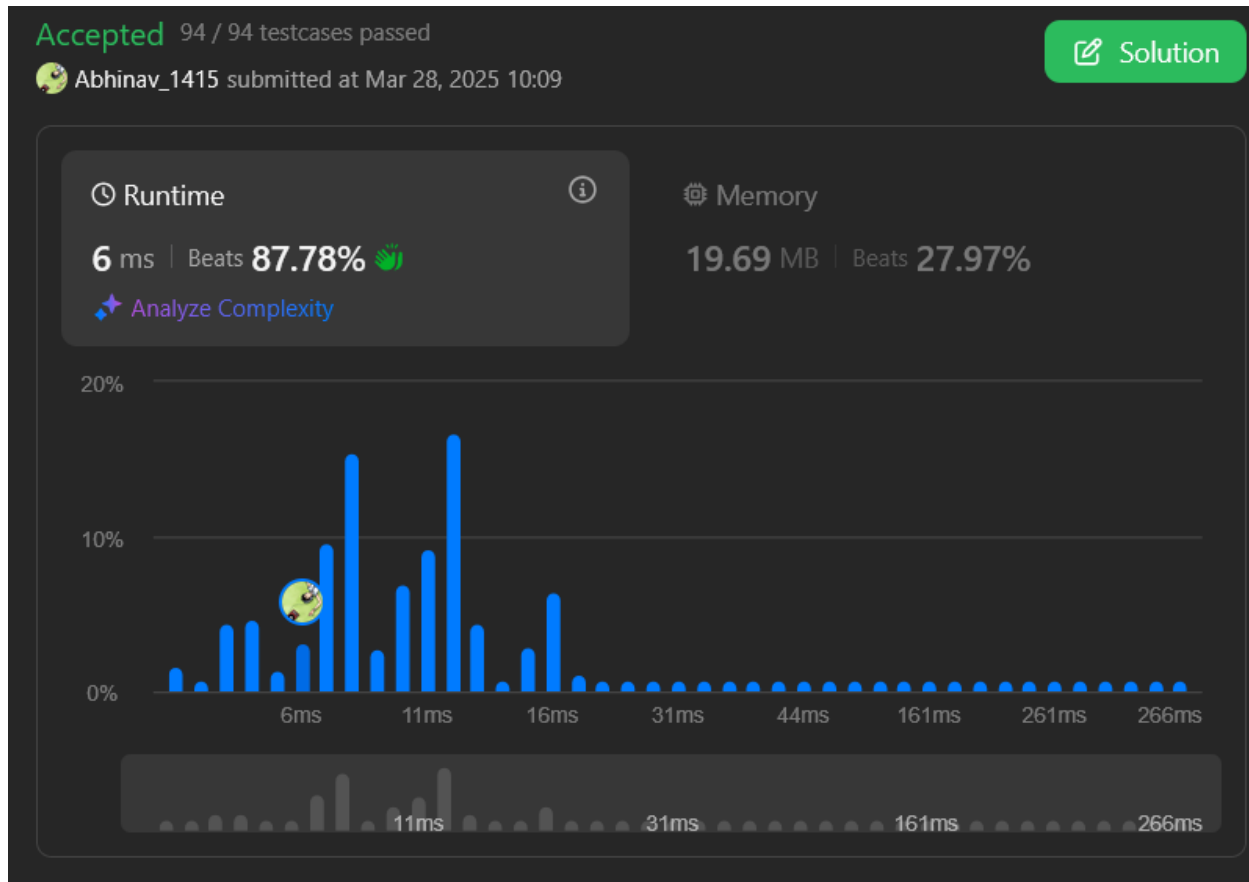 Accepted 94 / 94 testcases passed
Solution
Abhinav_1415 submitted at Mar 28, 2025 10:09
Runtime
6 ms | Beats 87.78%
Analyze Complexity
Memory
19.69 MB | Beats 27.97%
20%
10%
0%
6ms 11ms 16ms 31ms 44ms 161ms 261ms 266ms
11ms 31ms 161ms 266ms